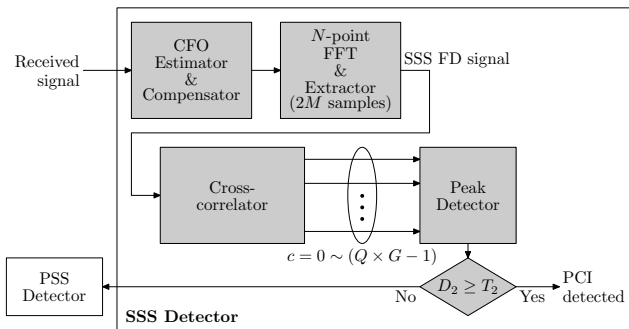 Received
signal
CFO
Estimator
&
Compensator
N-point
FFT
&
Extractor
(2M samples)
SSS FD signal
Cross-
correlator
Peak
Detector
c = 0 ∼ (Q × G − 1)
PSS
Detector
No
D₂ ≥ T₂
Yes
PCI
detected
SSS Detector